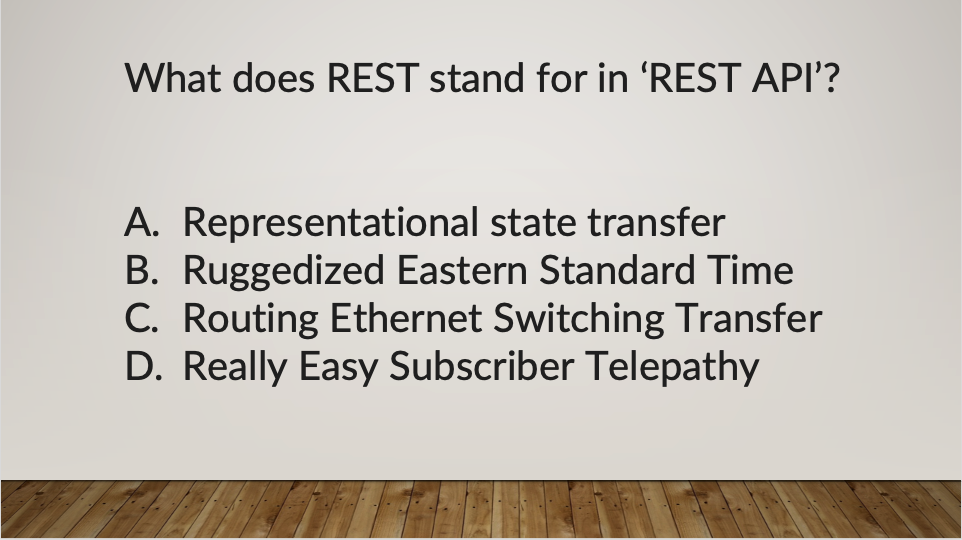 What does REST stand for in ‘REST API’?
A. Representational state transfer
B. Ruggedized Eastern Standard Time
C. Routing Ethernet Switching Transfer
D. Really Easy Subscriber Telepathy